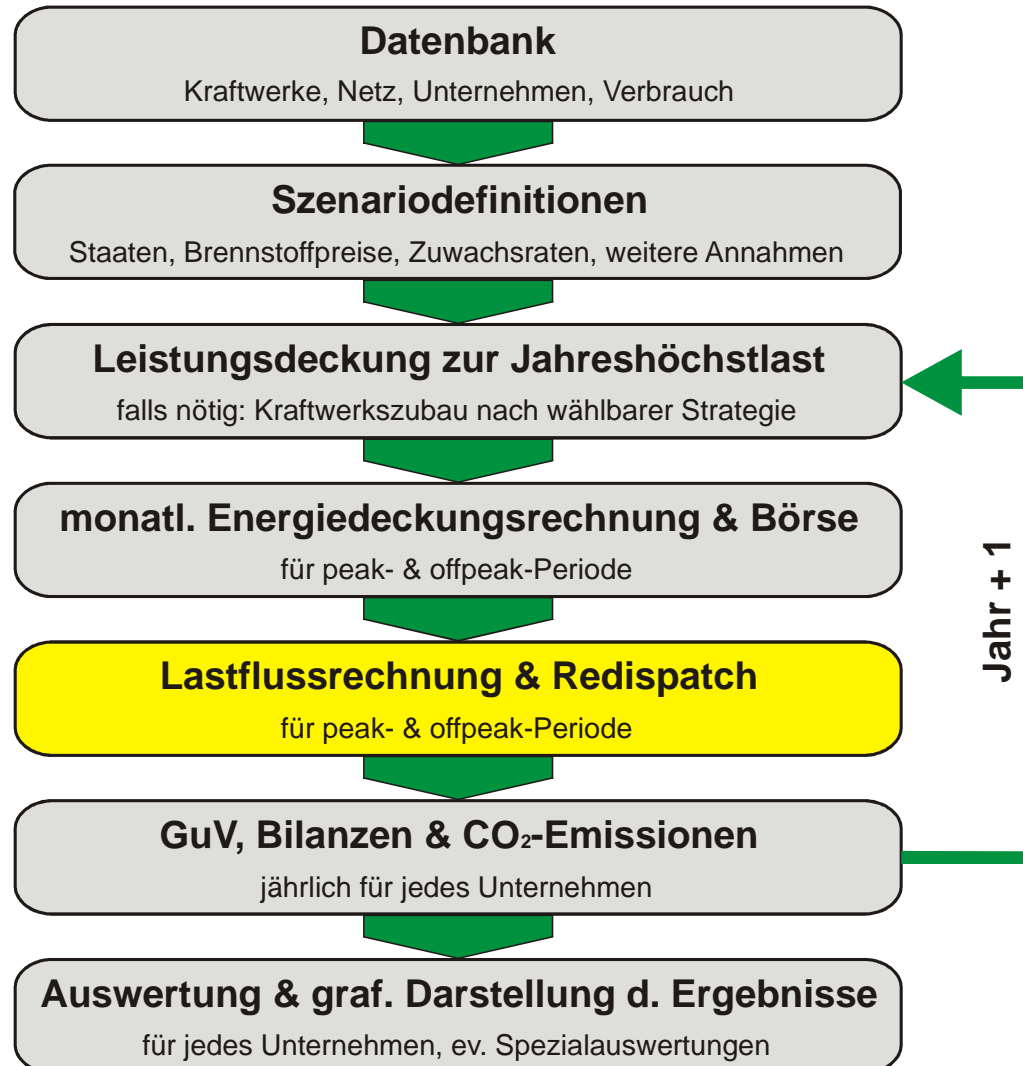 Datenbank
Kraftwerke, Netz, Unternehmen, Verbrauch
Szenariodefinitionen
Staaten, Brennstoffpreise, Zuwachsraten, weitere Annahmen
Leistungsdeckung zur Jahreshöchstlast
falls nötig: Kraftwerkszubau nach wählbarer Strategie
monatl. Energiedeckungsrechnung & Börse
für peak- & offpeak-Periode
Lastflussrechnung & Redispatch
für peak- & offpeak-Periode
GuV, Bilanzen & CO₂-Emissionen
jährlich für jedes Unternehmen
Auswertung & graf. Darstellung d. Ergebnisse
für jedes Unternehmen, ev. Spezialauswertungen
Jahr + 1